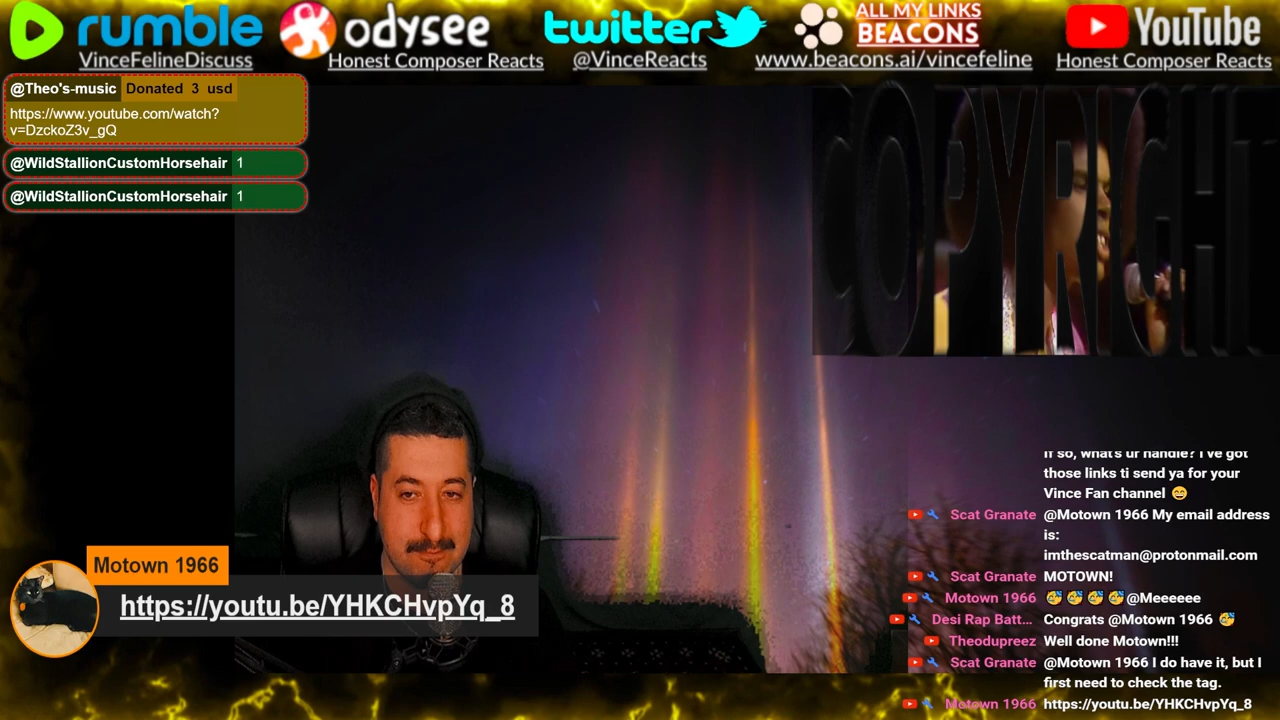 rumble
VinceFelineDiscuss
odysee
Honest Composer Reacts
twitter
@VinceReacts
ALL MY LINKS
BEACONS
www.beacons.ai/vincefeline
YouTube
Honest Composer Reacts
@Theo's-music Donated 3 usd
https://www.youtube.com/watch?
v=DzckoZ3v_gQ
@WildStallionCustomHorsehair 1
@WildStallionCustomHorsehair 1
COPYRIGHT
Motown 1966
https://youtu.be/YHKCHvpYq_8
If so, what's ur handle? I've got
those links ti send ya for your
Vince Fan channel 😄
Scat Granate @Motown 1966 My email address
is:
imthescatman@protonmail.com
Scat Granate MOTOWN!
Motown 1966 🥳🥳🥳🥳@Meeeeee
Desi Rap Batt... Congrats @Motown 1966 🥳
Theodupreez Well done Motown!!!
Scat Granate @Motown 1966 I do have it, but I
first need to check the tag.
Motown 1966 https://youtu.be/YHKCHvpYq_8